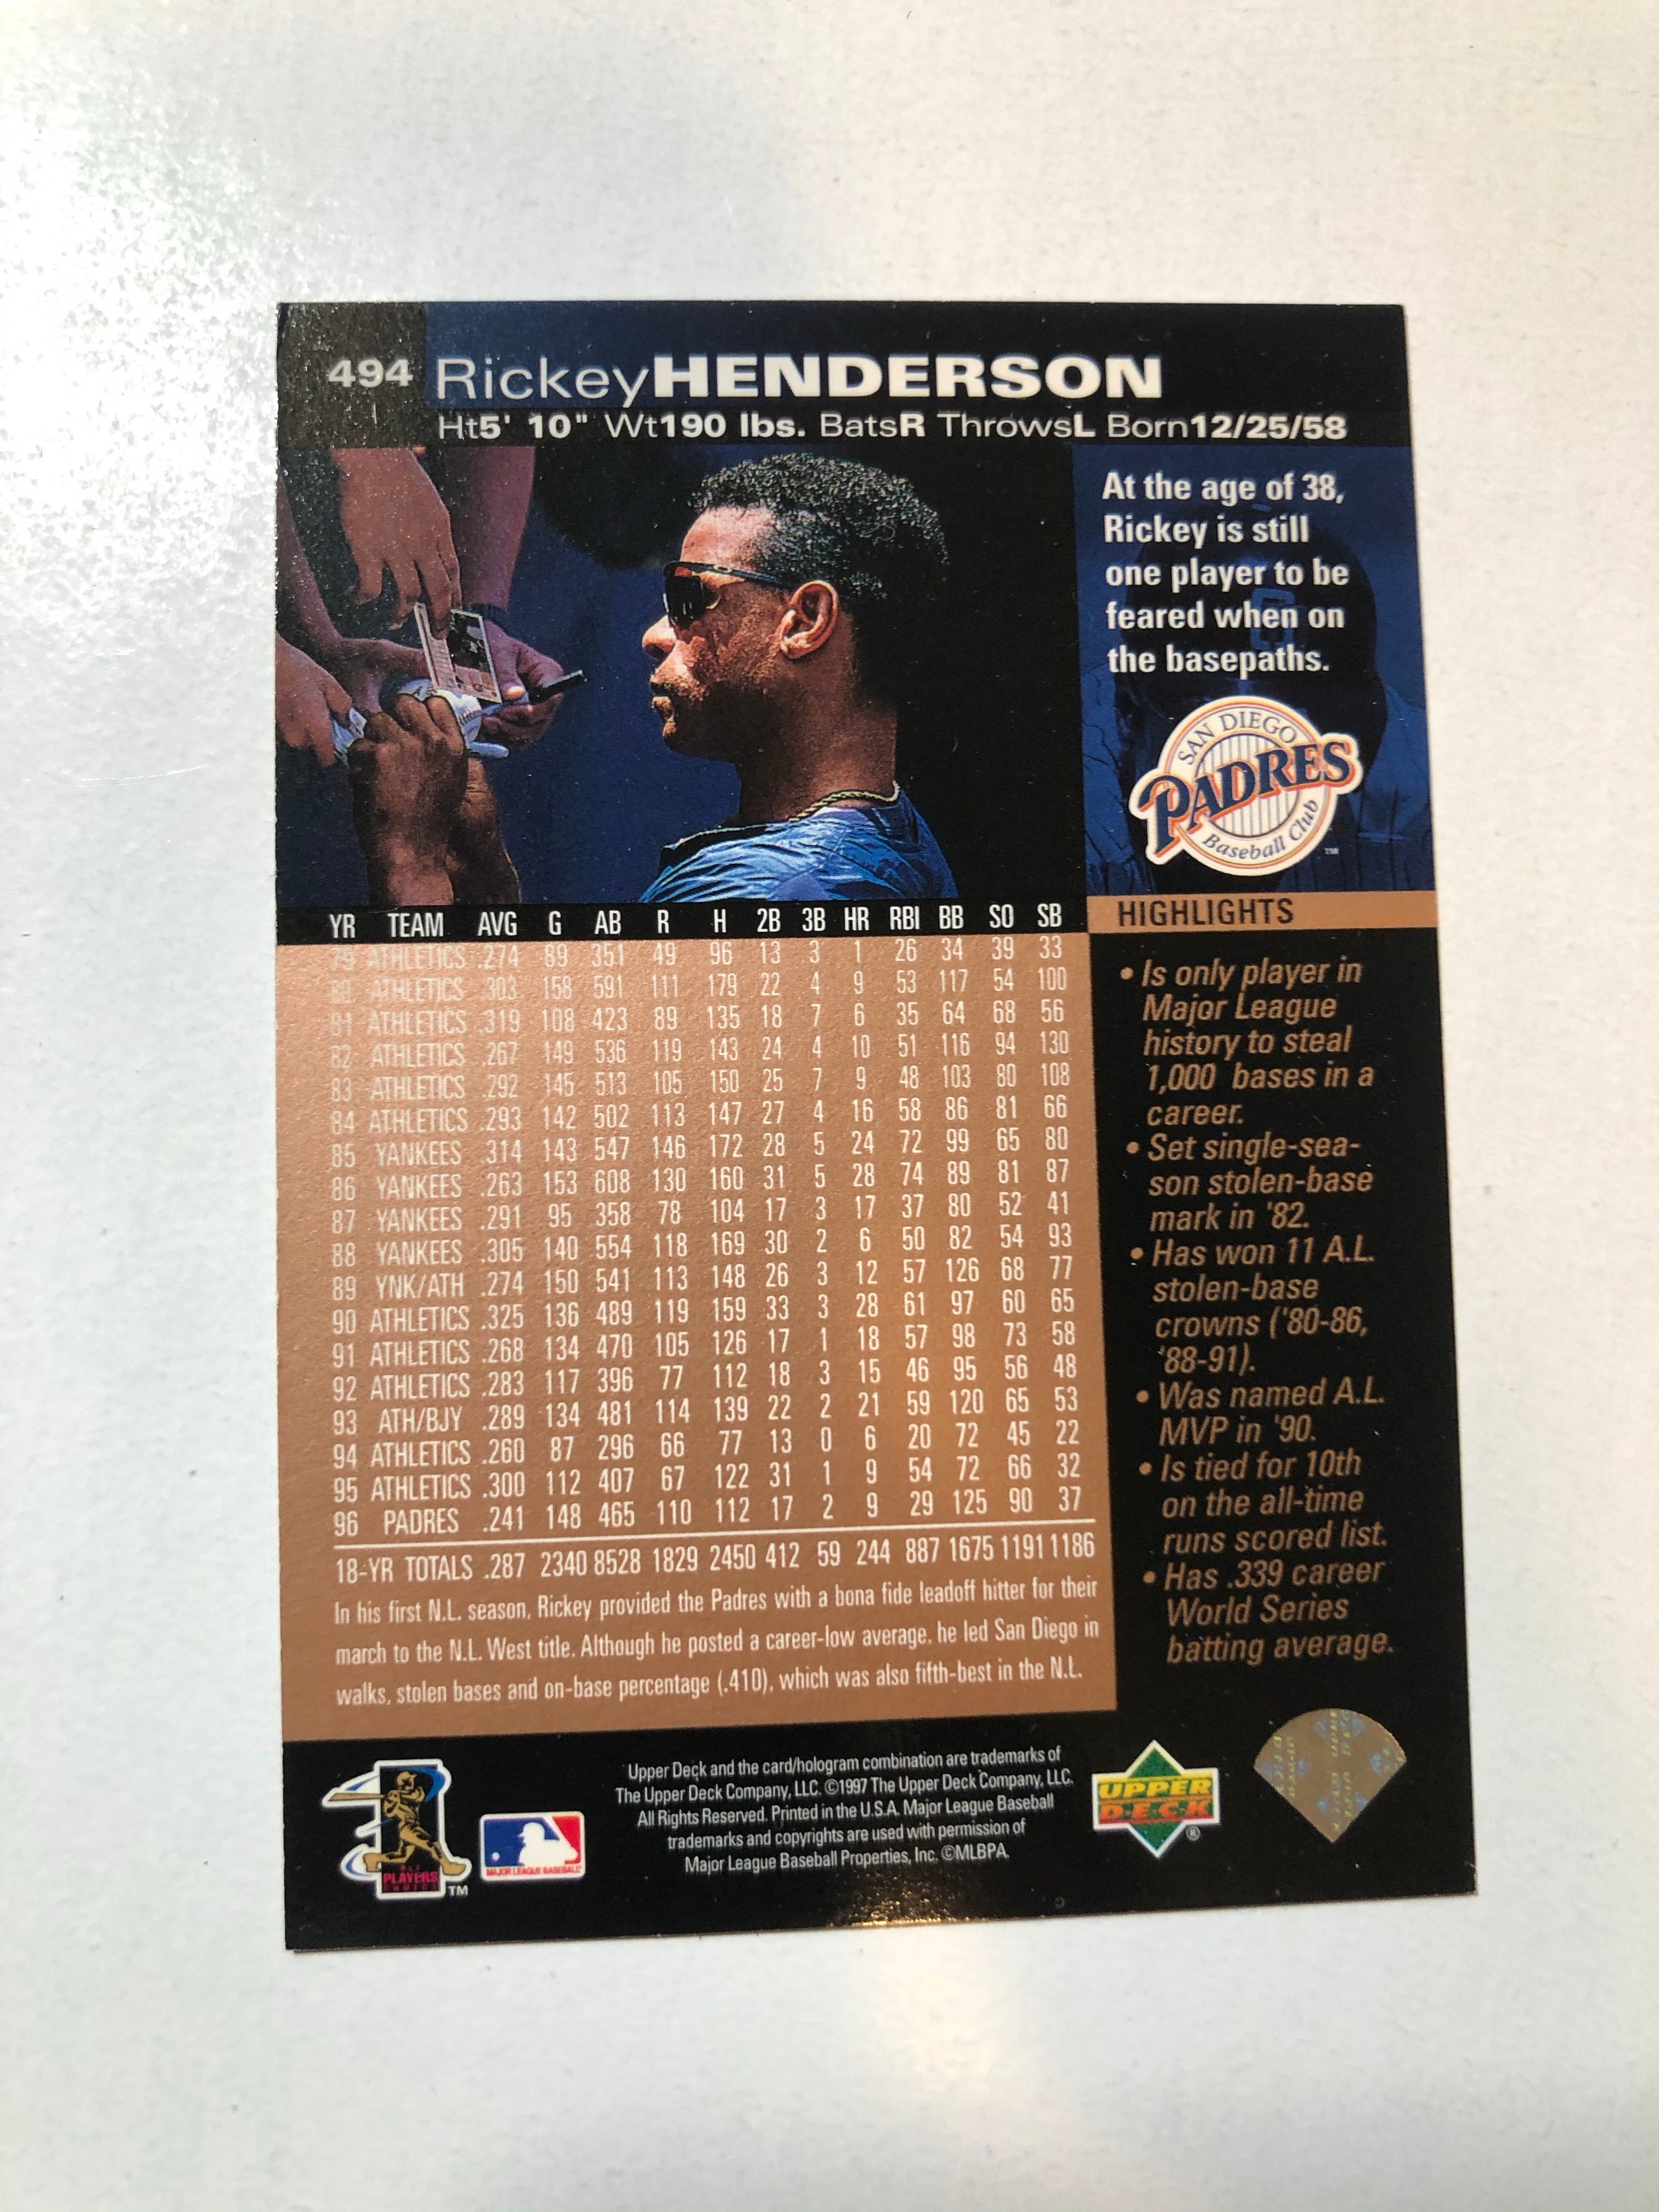 494 Rickey HENDERSON
Ht5' 10" Wt190 lbs. BatsR ThrowsL Born12/25/58
At the age of 38,
Rickey is still
one player to be
feared when on
the basepaths.
SAN DIEGO
PADRES
Baseball Club
TM
YR TEAM AVG G AB R H 2B 3B HR RBI BB SO SB
79 ATHLETICS .274 89 351 49 96 13 3 1 26 34 39 33
80 ATHLETICS .303 158 591 111 179 22 4 9 53 117 54 100
81 ATHLETICS .319 108 423 89 135 18 7 6 35 64 68 56
82 ATHLETICS .267 149 536 119 143 24 4 10 51 116 94 130
83 ATHLETICS .292 145 513 105 150 25 7 9 48 103 80 108
84 ATHLETICS .293 142 502 113 147 27 4 16 58 86 81 66
85 YANKEES .314 143 547 146 172 28 5 24 72 99 65 80
86 YANKEES .263 153 608 130 160 31 5 28 74 89 81 87
87 YANKEES .291 95 358 78 104 17 3 17 37 80 52 41
88 YANKEES .305 140 554 118 169 30 2 6 50 82 54 93
89 YNK/ATH .274 150 541 113 148 26 3 12 57 126 68 77
90 ATHLETICS .325 136 489 119 159 33 3 28 61 97 60 65
91 ATHLETICS .268 134 470 105 126 17 1 18 57 98 73 58
92 ATHLETICS .283 117 396 77 112 18 3 15 46 95 56 48
93 ATH/BJY .289 134 481 114 139 22 2 21 59 120 65 53
94 ATHLETICS .260 87 296 66 77 13 0 6 20 72 45 22
95 ATHLETICS .300 112 407 67 122 31 1 9 54 72 66 32
96 PADRES .241 148 465 110 112 17 2 9 29 125 90 37
18-YR TOTALS .287 2340 8528 1829 2450 412 59 244 887 1675 1191 1186
In his first N.L. season, Rickey provided the Padres with a bona fide leadoff hitter for their
march to the N.L. West title. Although he posted a career-low average, he led San Diego in
walks, stolen bases and on-base percentage (.410), which was also fifth-best in the N.L.
HIGHLIGHTS
• Is only player in
Major League
history to steal
1,000 bases in a
career.
• Set single-sea-
son stolen-base
mark in '82.
• Has won 11 A.L.
stolen-base
crowns ('80-86,
'88-91).
• Was named A.L.
MVP in '90.
• Is tied for 10th
on the all-time
runs scored list.
• Has .339 career
World Series
batting average.
PLAYERS
CHOICE
TM
MAJOR LEAGUE BASEBALL
Upper Deck and the card/hologram combination are trademarks of
The Upper Deck Company, LLC. ©1997 The Upper Deck Company, LLC.
All Rights Reserved. Printed in the U.S.A. Major League Baseball
trademarks and copyrights are used with permission of
Major League Baseball Properties, Inc. ©MLBPA.
UPPER
DECK
®